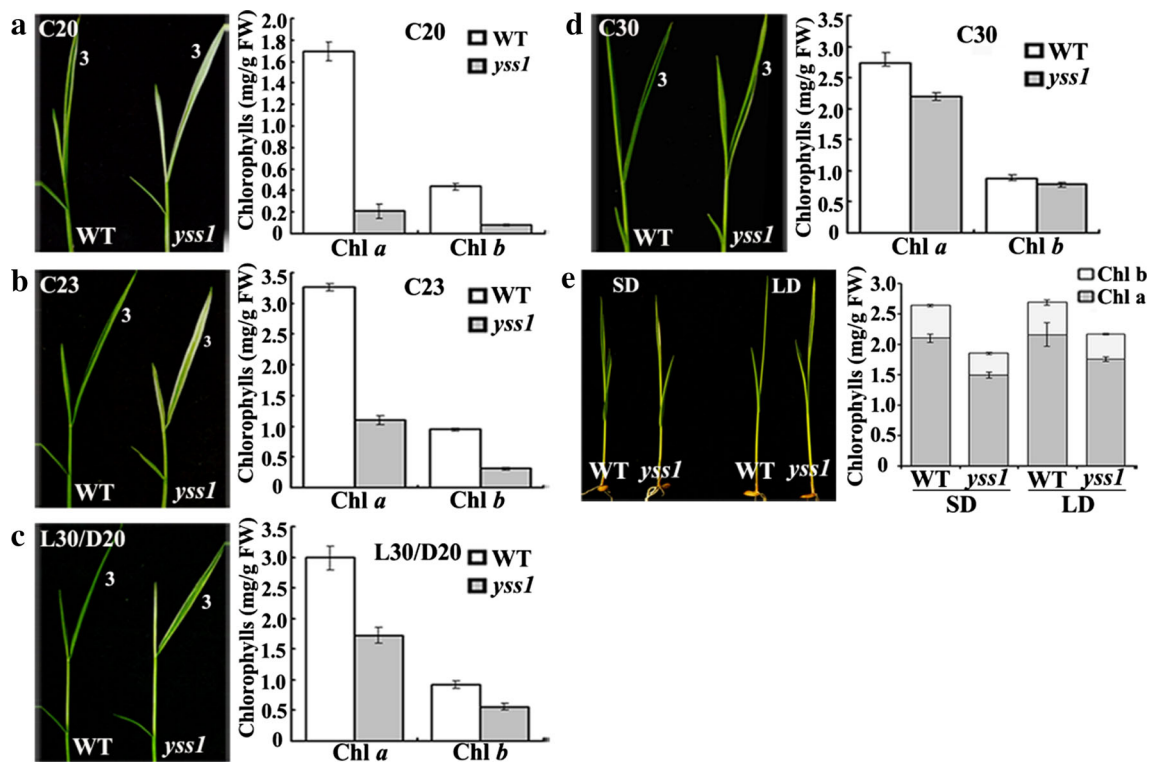 a
C20
3
WT
yss1
Chlorophylls (mg/g FW)
2.0
1.8
1.6
1.4
1.2
1.0
0.8
0.6
0.4
0.2
0
C20
WT
yss1
Chl a
Chl b
b
C23
3
3
WT
yss1
Chlorophylls (mg/g FW)
3.5
3.0
2.5
2.0
1.5
1.0
0.5
0
C23
WT
yss1
Chl a
Chl b
c
L30/D20
3
3
WT
yss1
Chlorophylls (mg/g FW)
3.5
3.0
2.5
2.0
1.5
1.0
0.5
0
L30/D20
WT
yss1
Chl a
Chl b
d
C30
3
3
WT
yss1
Chlorophylls (mg/g FW)
3.5
3.0
2.5
2.0
1.5
1.0
0.5
0
C30
WT
yss1
Chl a
Chl b
e
SD
LD
WT
yss1
WT
yss1
Chlorophylls (mg/g FW)
3.0
2.5
2.0
1.5
1.0
0.5
0
Chl b
Chl a
WT
yss1
WT
yss1
SD
LD